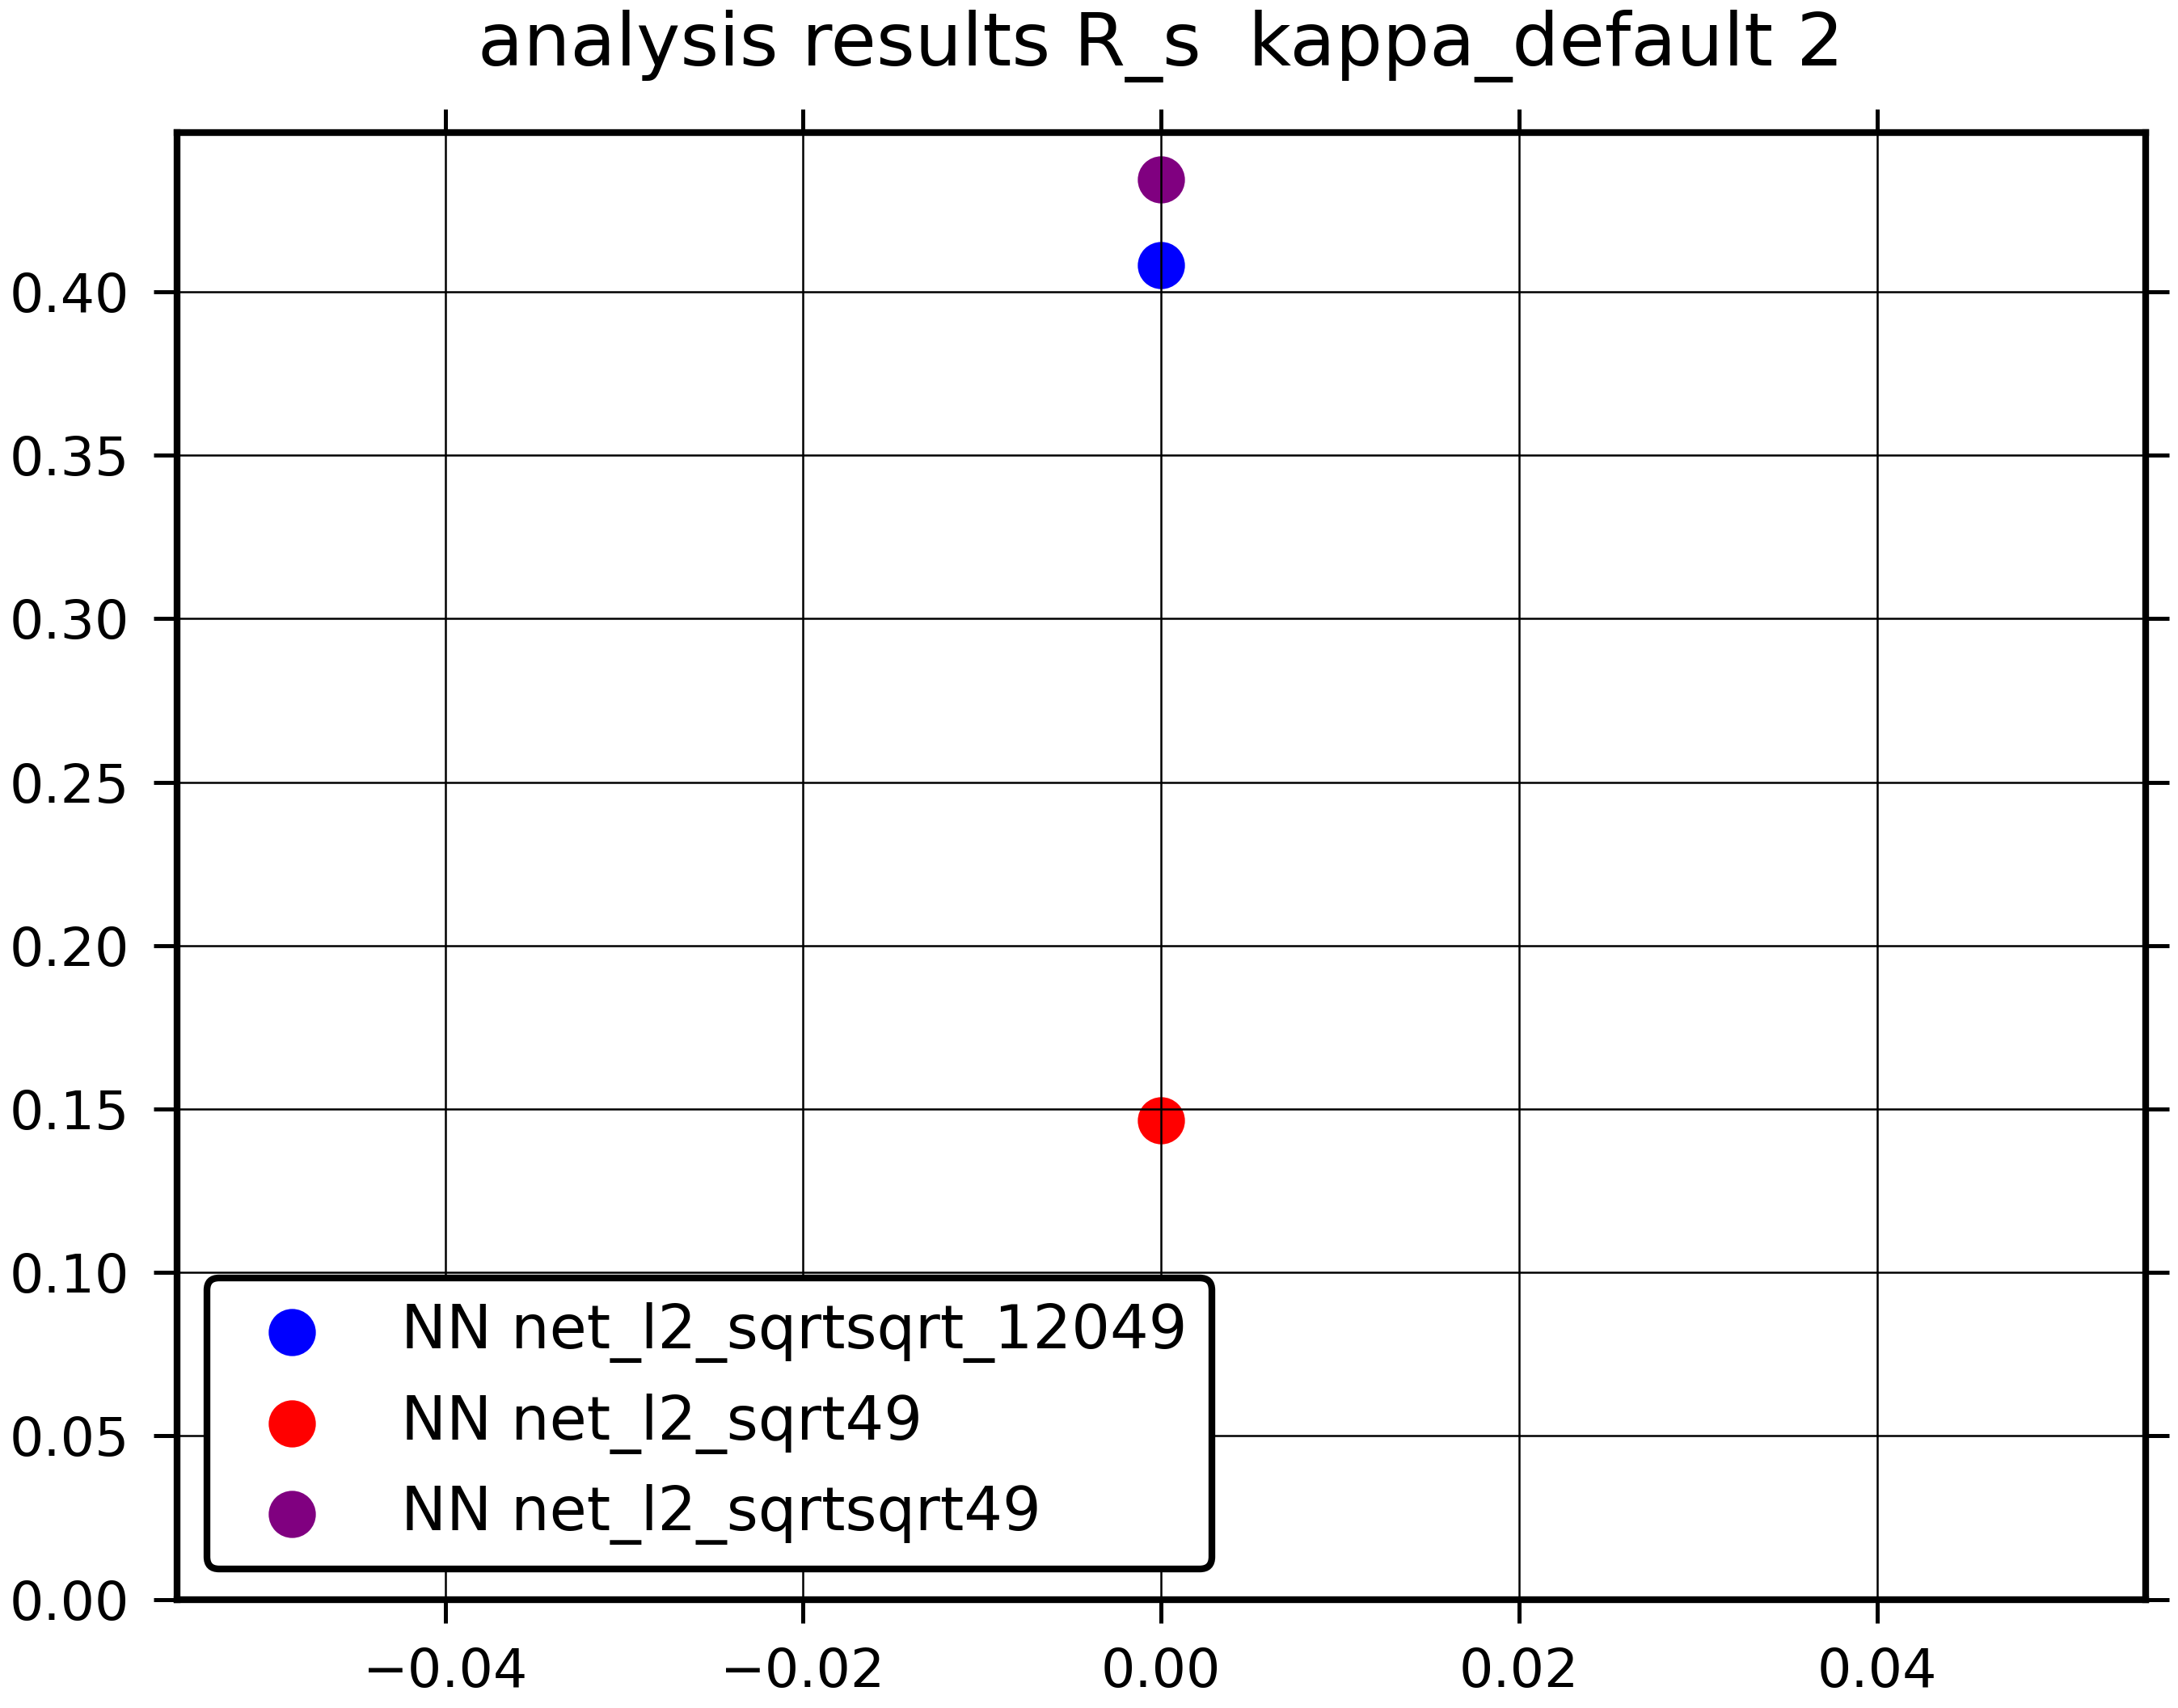 analysis results R_s  kappa_default 2
0.40
0.35
0.30
0.25
0.20
0.15
0.10
0.05
0.00
NN net_l2_sqrtsqrt_12049
NN net_l2_sqrt49
NN net_l2_sqrtsqrt49
−0.04 −0.02 0.00 0.02 0.04